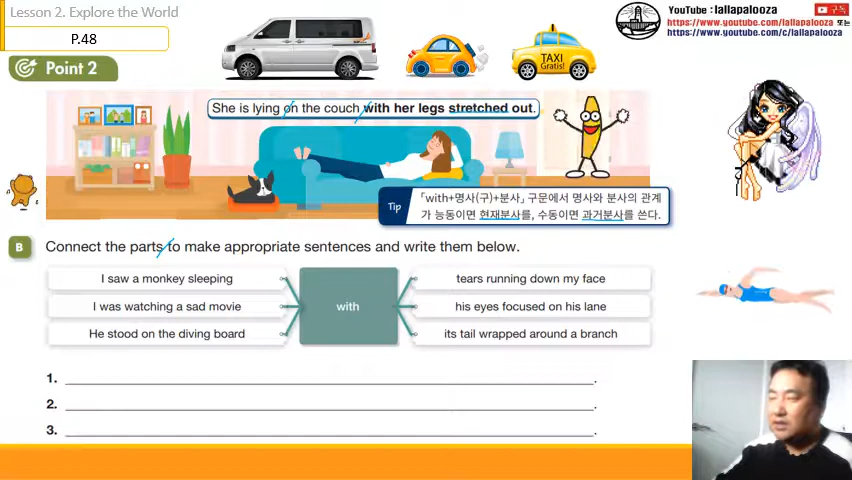 Lesson 2. Explore the World
P.48
YouTube : lallapalooza
구독
https://www.youtube.com/lallapalooza 또는
https://www.youtube.com/c/lallapalooza
TAXI
Gratis!
Point 2
She is lying on the couch with her legs stretched out.
Tip
「with+명사(구)+분사」 구문에서 명사와 분사의 관계
가 능동이면 현재분사를, 수동이면 과거분사를 쓴다.
B Connect the parts to make appropriate sentences and write them below.
I saw a monkey sleeping
I was watching a sad movie
He stood on the diving board
with
tears running down my face
his eyes focused on his lane
its tail wrapped around a branch
1. .
2. .
3. .